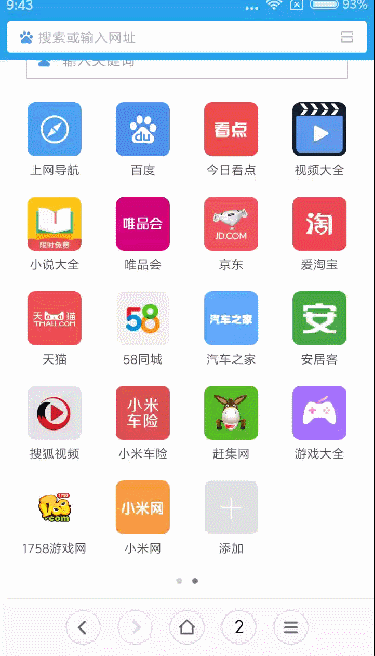 9:43
93%
搜索或输入网址
输入关键词
看点
上网导航
百度
今日看点
视频大全
限时免费
唯品会
JD.COM
淘
小说大全
唯品会
京东
爱淘宝
天猫
TMALL.COM
58
汽车之家
安
天猫
58同城
汽车之家
安居客
小米
车险
搜狐视频
小米车险
赶集网
游戏大全
1758
.com
小米网
1758游戏网
小米网
添加
2